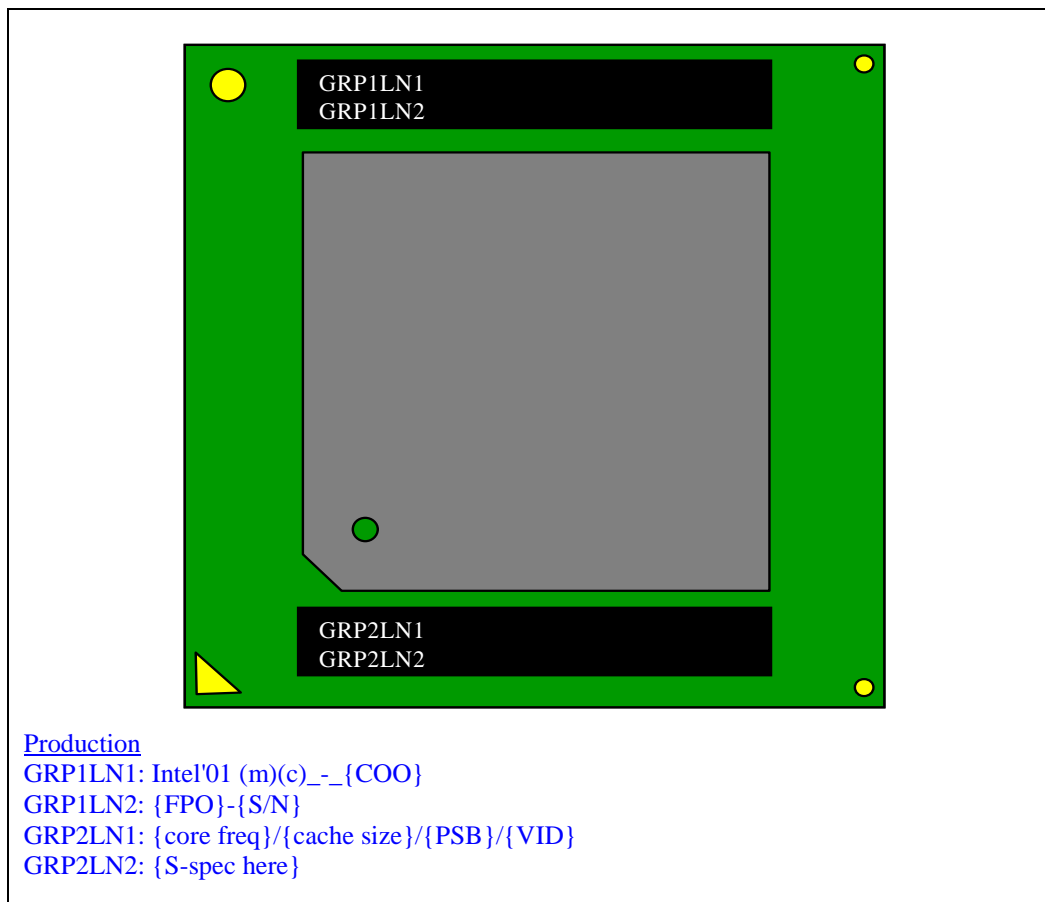 GRP1LN1
GRP1LN2
GRP2LN1
GRP2LN2
Production
GRP1LN1: Intel'01 (m)(c)_-_{COO}
GRP1LN2: {FPO}-{S/N}
GRP2LN1: {core freq}/{cache size}/{PSB}/{VID}
GRP2LN2: {S-spec here}